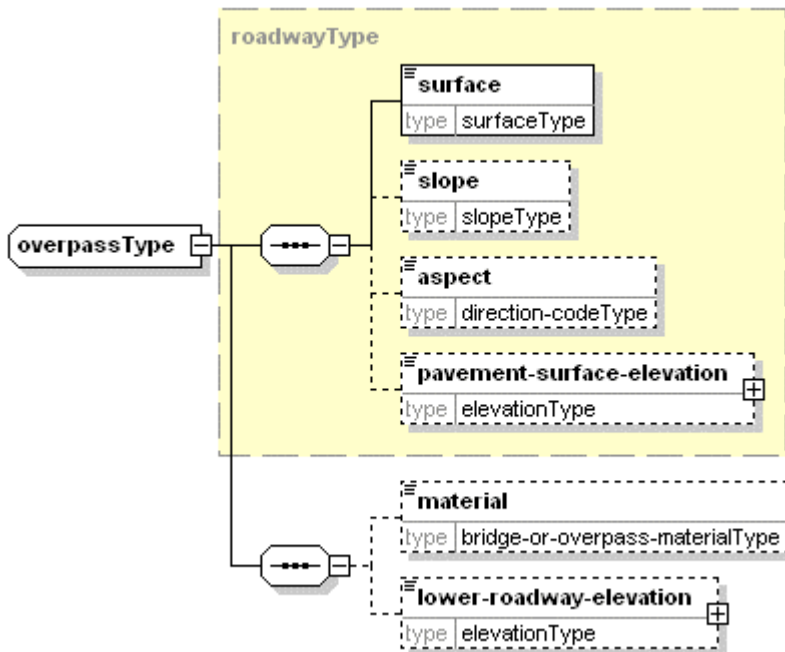 roadwayType
surface
type surfaceType
slope
type slopeType
overpassType
aspect
type direction-codeType
pavement-surface-elevation
type elevationType
material
type bridge-or-overpass-materialType
lower-roadway-elevation
type elevationType